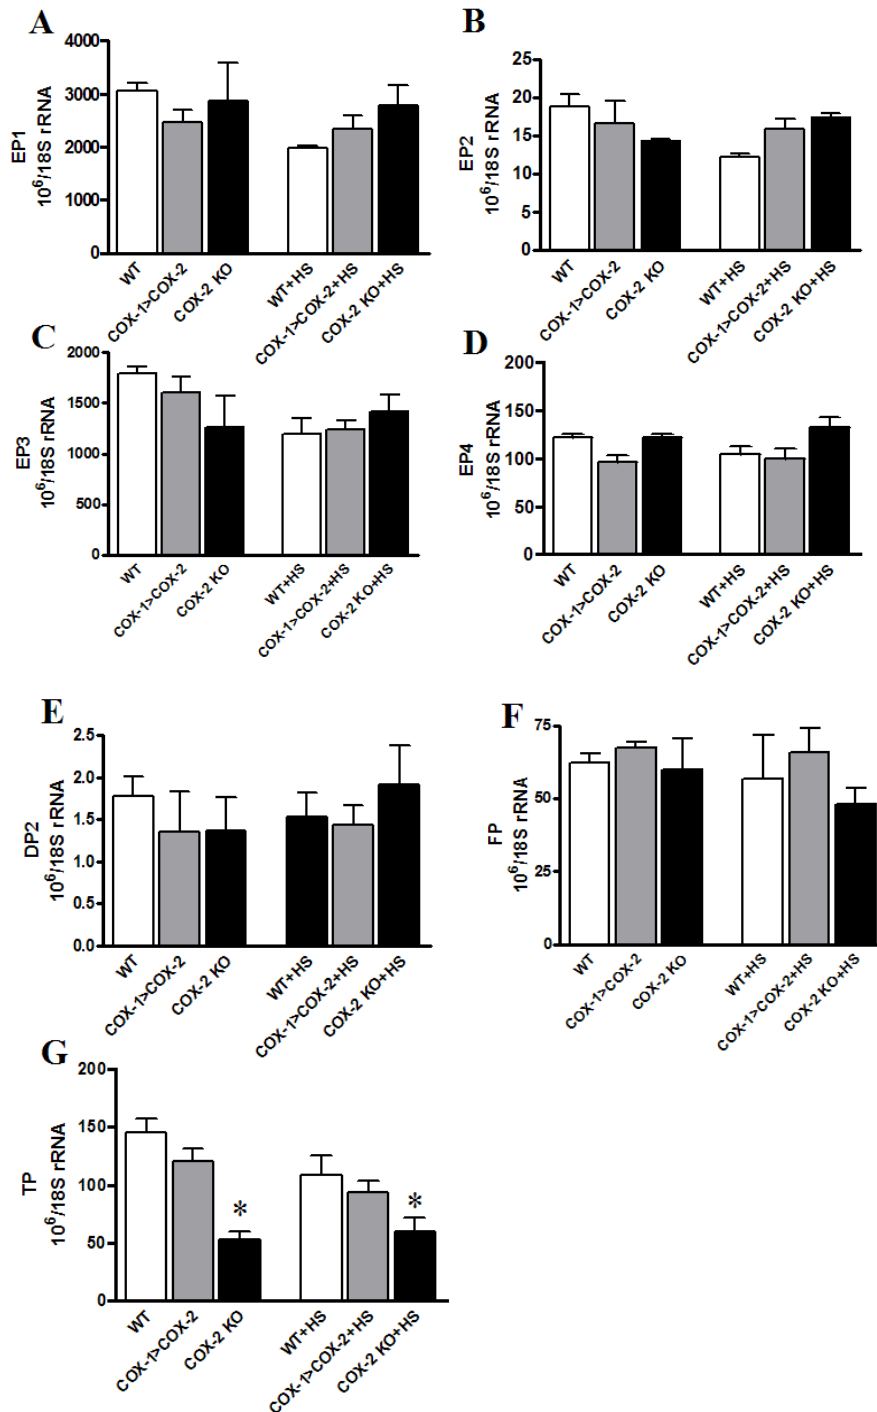 A
4000
3000
2000
1000
0
EP1
10⁶/18S rRNA
WT
COX-1>COX-2
COX-2 KO
WT+HS
COX-1>COX-2+HS
COX-2 KO+HS
B
25
20
15
10
5
0
EP2
10⁶/18S rRNA
WT
COX-1>COX-2
COX-2 KO
WT+HS
COX-1>COX-2+HS
COX-2 KO+HS
C
2000
1500
1000
500
0
EP3
10⁶/18S rRNA
WT
COX-1>COX-2
COX-2 KO
WT+HS
COX-1>COX-2+HS
COX-2 KO+HS
D
200
150
100
50
0
EP4
10⁶/18S rRNA
WT
COX-1>COX-2
COX-2 KO
WT+HS
COX-1>COX-2+HS
COX-2 KO+HS
E
2.5
2.0
1.5
1.0
0.5
0.0
DP2
10⁶/18S rRNA
WT
COX-1>COX-2
COX-2 KO
WT+HS
COX-1>COX-2+HS
COX-2 KO+HS
F
75
50
25
0
FP
10⁶/18S rRNA
WT
COX-1>COX-2
COX-2 KO
WT+HS
COX-1>COX-2+HS
COX-2 KO+HS
G
200
150
100
50
0
TP
10⁶/18S rRNA
*
*
WT
COX-1>COX-2
COX-2 KO
WT+HS
COX-1>COX-2+HS
COX-2 KO+HS